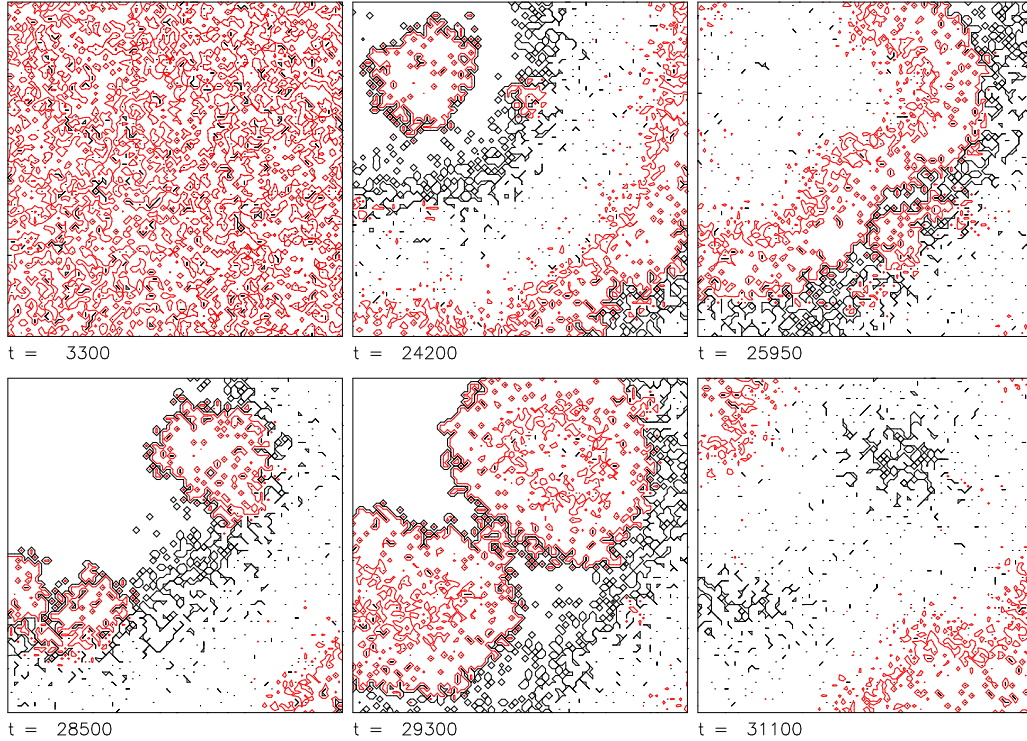 t = 3300
t = 24200
t = 25950
t = 28500
t = 29300
t = 31100